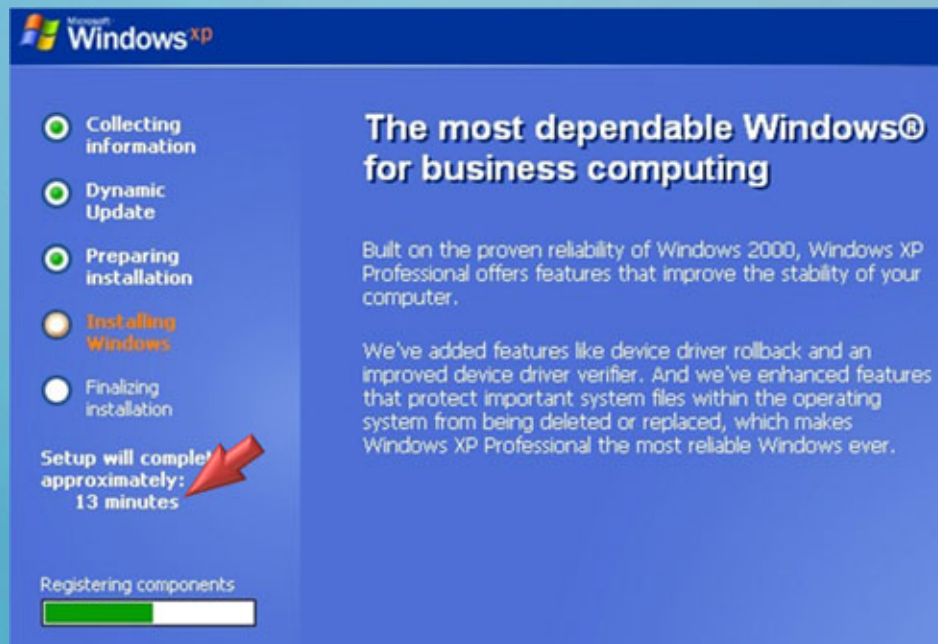 Microsoft
Windows xp
Collecting
information
Dynamic
Update
Preparing
installation
Installing
Windows
Finalizing
installation
Setup will complet
approximately:
13 minutes
Registering components
The most dependable Windows®
for business computing
Built on the proven reliability of Windows 2000, Windows XP
Professional offers features that improve the stability of your
computer.
We've added features like device driver rollback and an
improved device driver verifier. And we've enhanced features
that protect important system files within the operating
system from being deleted or replaced, which makes
Windows XP Professional the most reliable Windows ever.